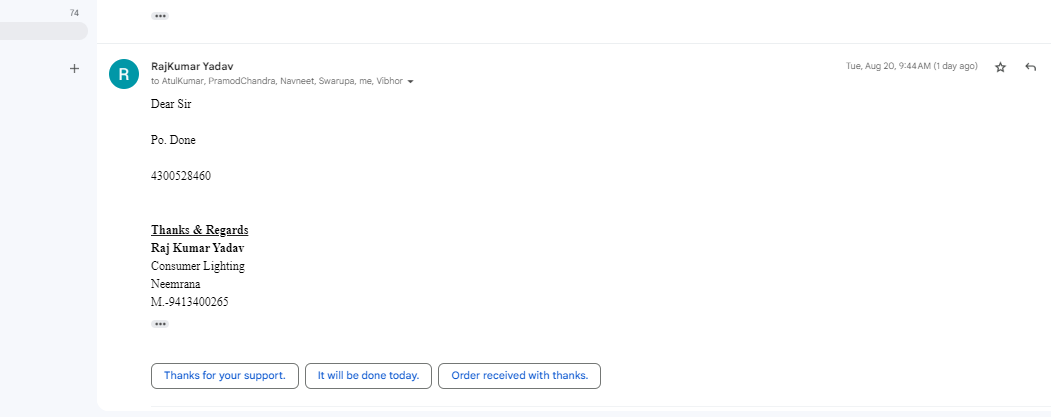 74
RajKumar Yadav
Tue, Aug 20, 9:44 AM (1 day ago)
to AtulKumar, PramodChandra, Navneet, Swarupa, me, Vibhor
R
Dear Sir
Po. Done
4300528460
Thanks & Regards
Raj Kumar Yadav
Consumer Lighting
Neemrana
M.-9413400265
Thanks for your support.
It will be done today.
Order received with thanks.